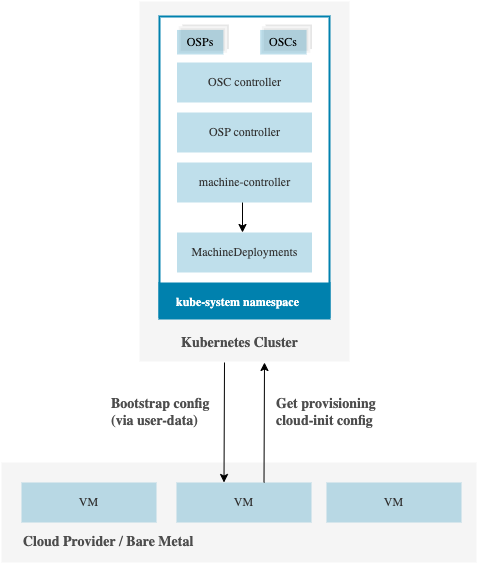 OSPs
OSCs
OSC controller
OSP controller
machine-controller
MachineDeployments
kube-system namespace
Kubernetes Cluster
Bootstrap config
(via user-data)
Get provisioning
cloud-init config
VM
VM
VM
Cloud Provider / Bare Metal